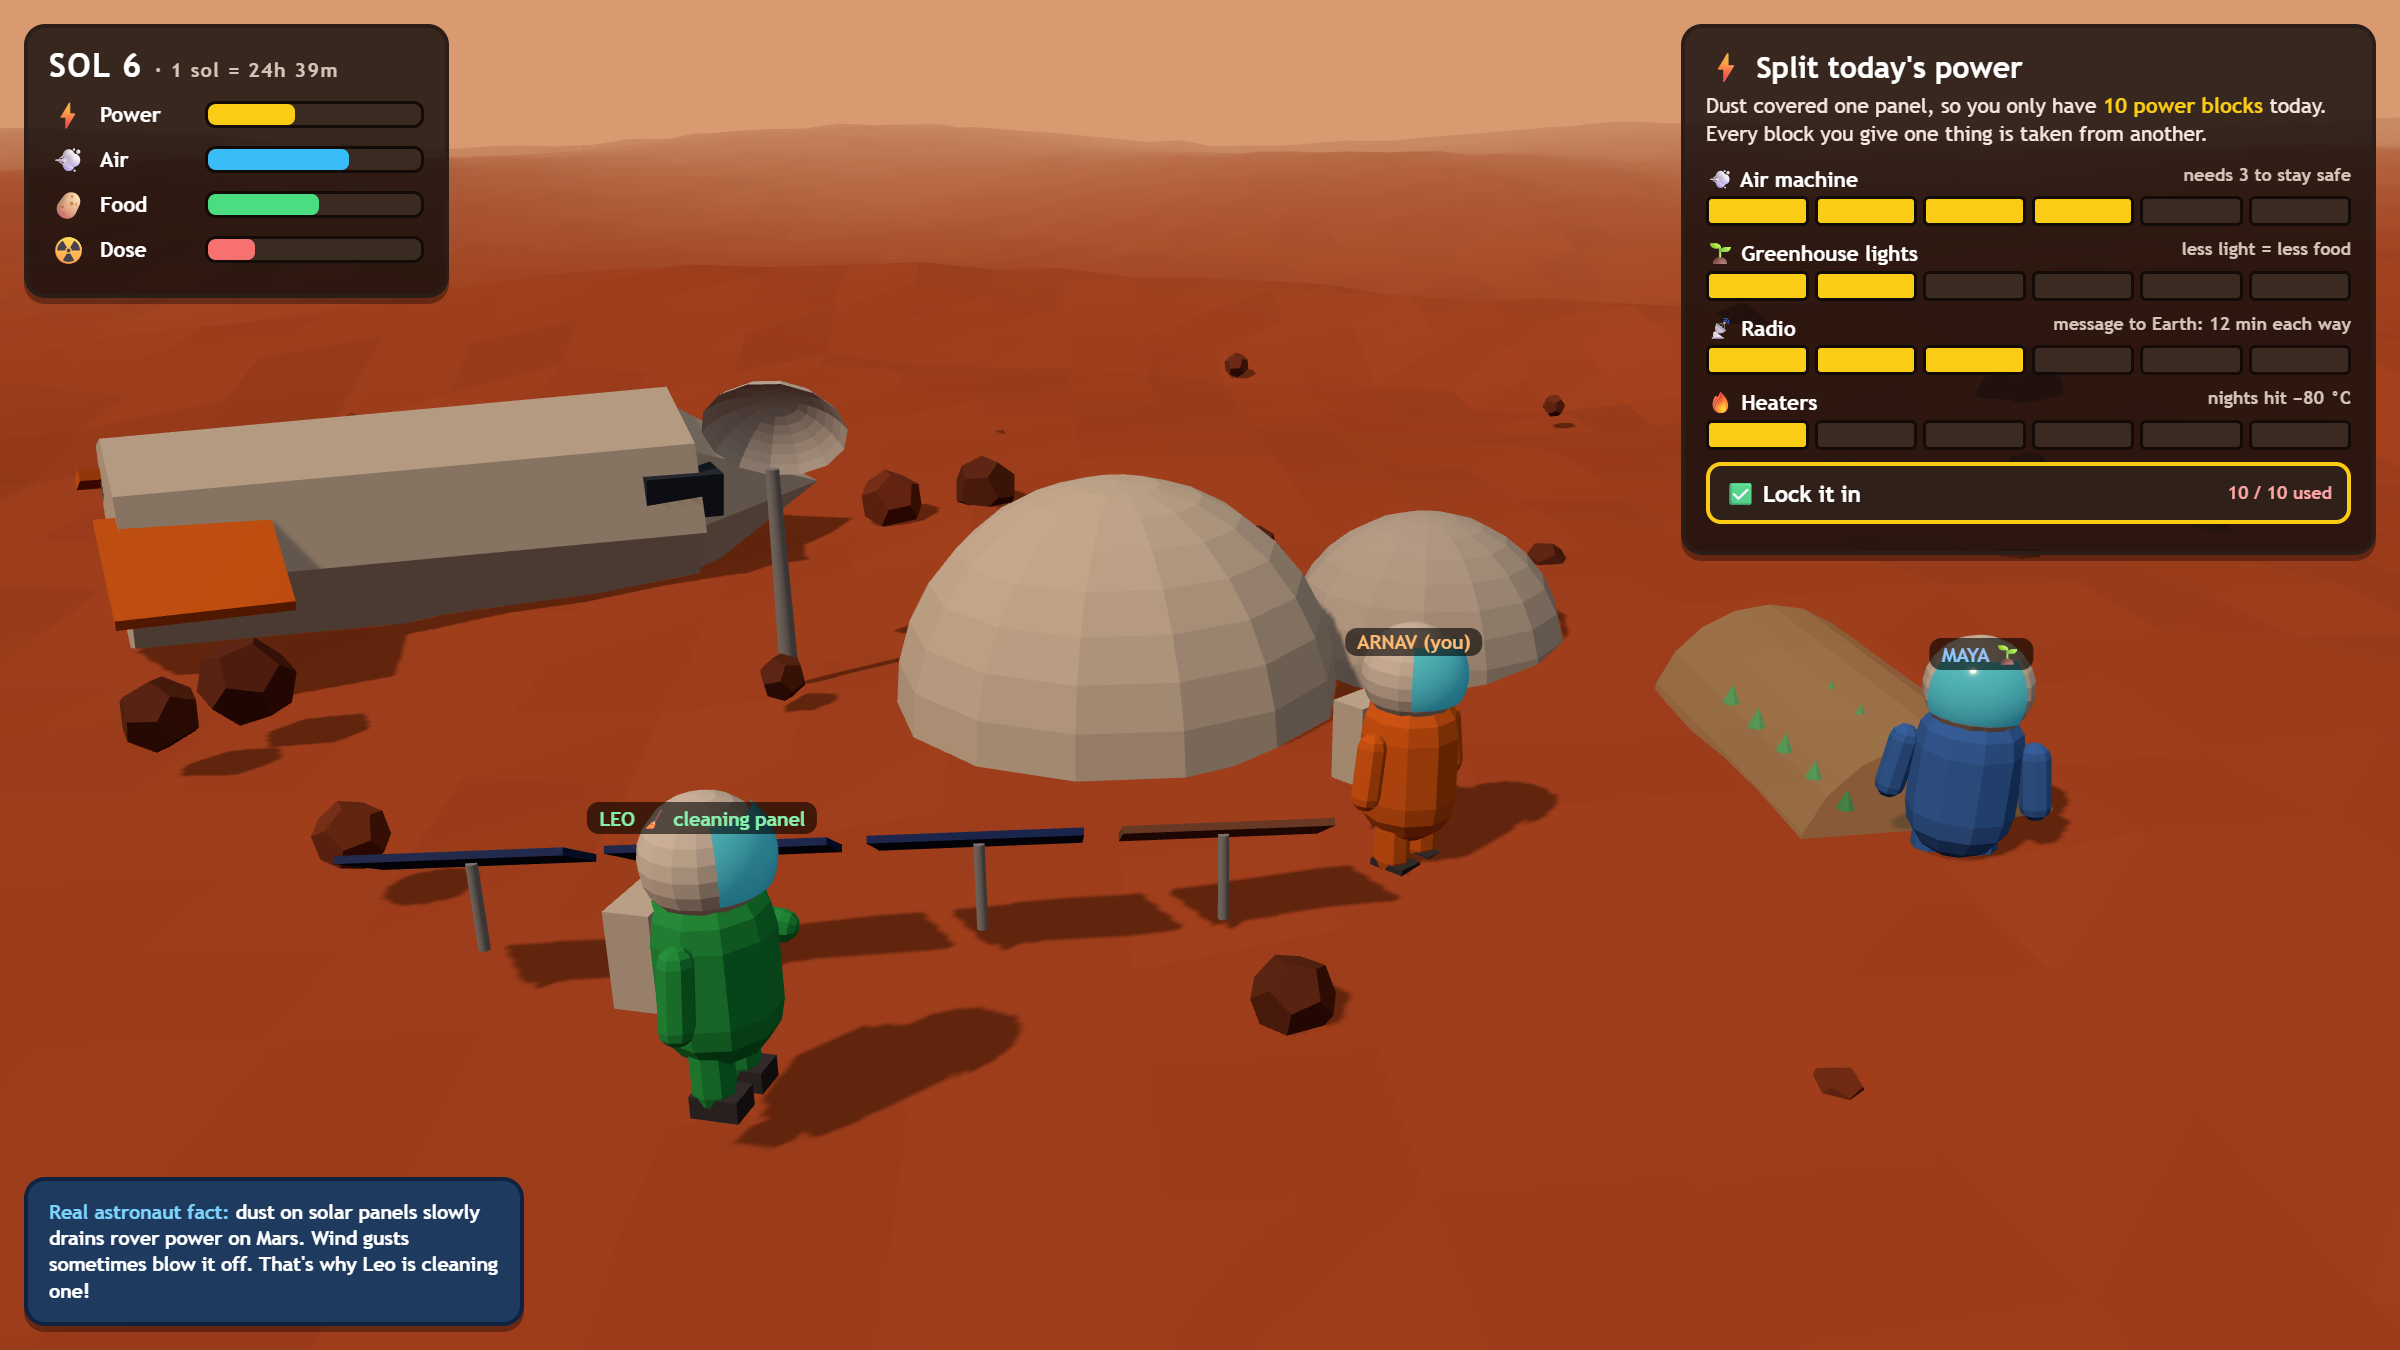 SOL 6 · 1 sol = 24h 39m
Power
Air
Food
Dose
Split today's power
Dust covered one panel, so you only have 10 power blocks today.
Every block you give one thing is taken from another.
Air machine needs 3 to stay safe
Greenhouse lights less light = less food
Radio message to Earth: 12 min each way
Heaters nights hit −80 °C
Lock it in 10 / 10 used
ARNAV (you)
MAYA
LEO cleaning panel
Real astronaut fact: dust on solar panels slowly
drains rover power on Mars. Wind gusts
sometimes blow it off. That's why Leo is cleaning
one!